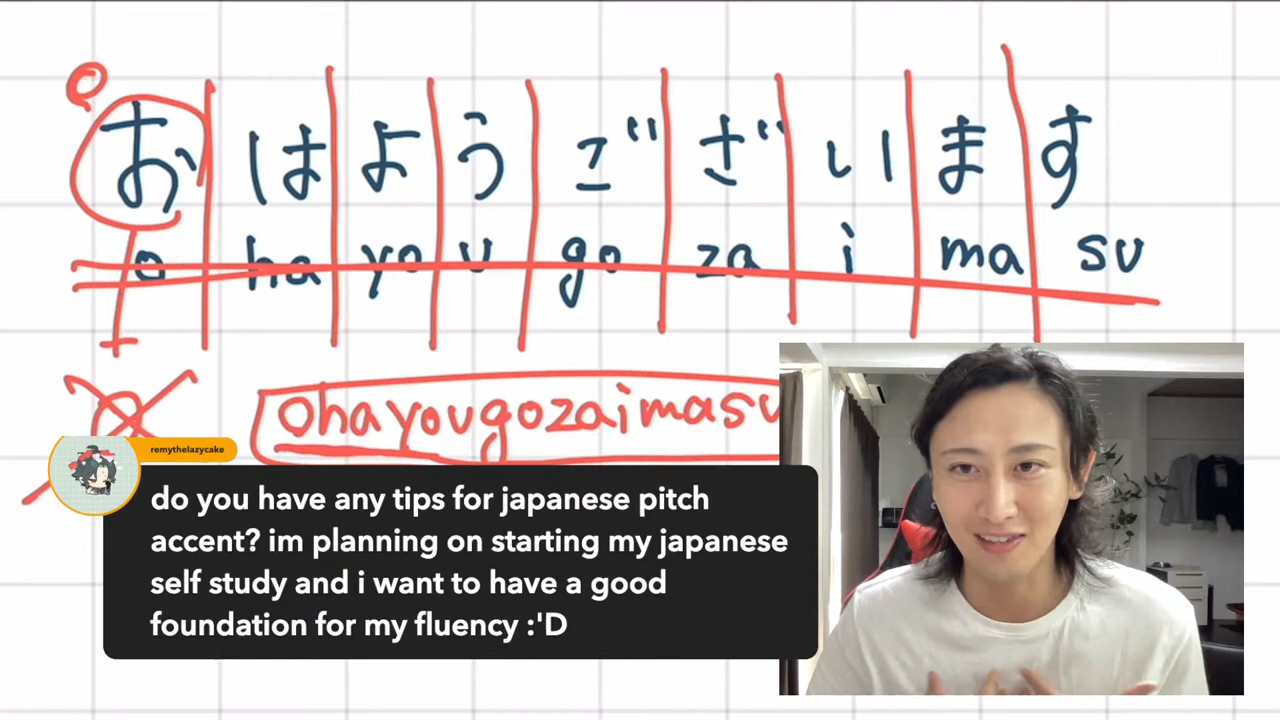 おはようございます
o ha yo u go za i ma su
ohayougozaimasu
remythelazycake
do you have any tips for japanese pitch
accent? im planning on starting my japanese
self study and i want to have a good
foundation for my fluency :'D